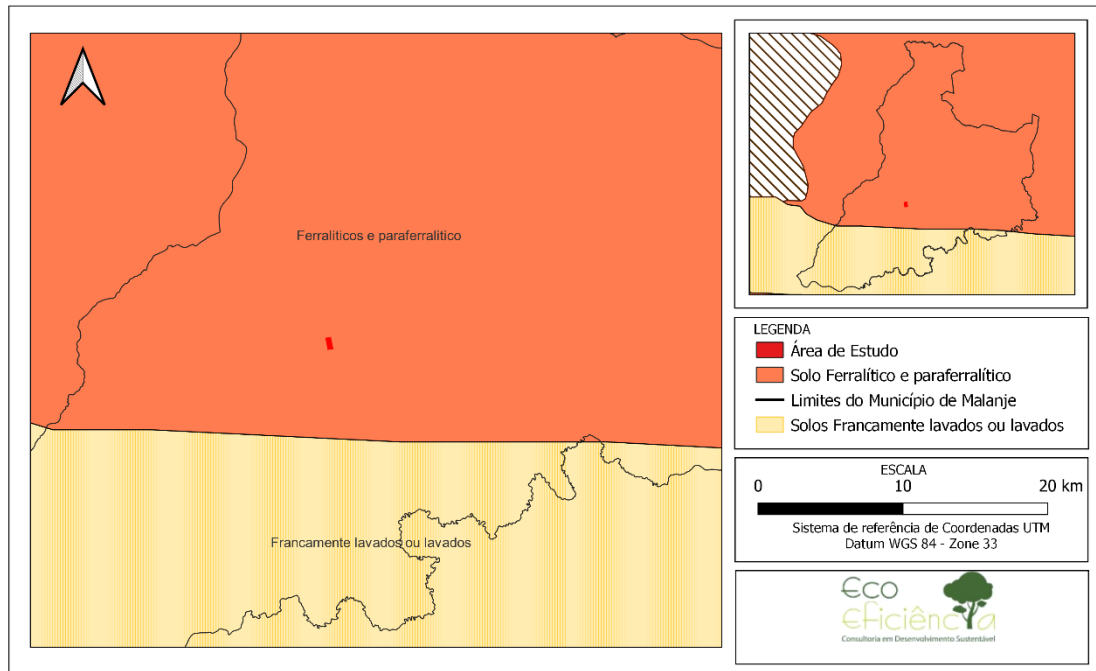 Ferraliticos e paraferralitico
Francamente lavados ou lavados
LEGENDA
Área de Estudo
Solo Ferralítico e paraferralítico
Limites do Município de Malanje
Solos Francamente lavados ou lavados
ESCALA
0 10 20 km
Sistema de referência de Coordenadas UTM
Datum WGS 84 - Zone 33
Eco
Eficiência
Consultoria em Desenvolvimento Sustentável